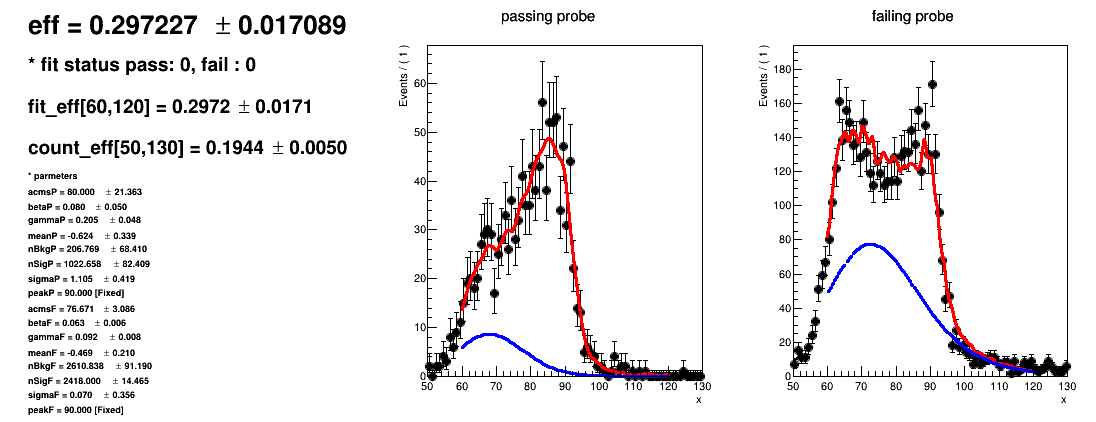 eff = 0.297227 ± 0.017089
* fit status pass: 0, fail : 0
fit_eff[60,120] = 0.2972 ± 0.0171
count_eff[50,130] = 0.1944 ± 0.0050
* parmeters
acmsP = 80.000 ± 21.363
betaP = 0.080 ± 0.050
gammaP = 0.205 ± 0.048
meanP = -0.624 ± 0.339
nBkgP = 206.769 ± 68.410
nSigP = 1022.658 ± 82.409
sigmaP = 1.105 ± 0.419
peakP = 90.000 [Fixed]
acmsF = 76.671 ± 3.086
betaF = 0.063 ± 0.006
gammaF = 0.092 ± 0.008
meanF = -0.469 ± 0.210
nBkgF = 2610.838 ± 91.190
nSigF = 2418.000 ± 14.465
sigmaF = 0.070 ± 0.356
peakF = 90.000 [Fixed]
passing probe
Events / ( 1 )
60
50
40
30
20
10
0
50 60 70 80 90 100 110 120 130
x
failing probe
Events / ( 1 )
180
160
140
120
100
80
60
40
20
0
50 60 70 80 90 100 110 120 130
x